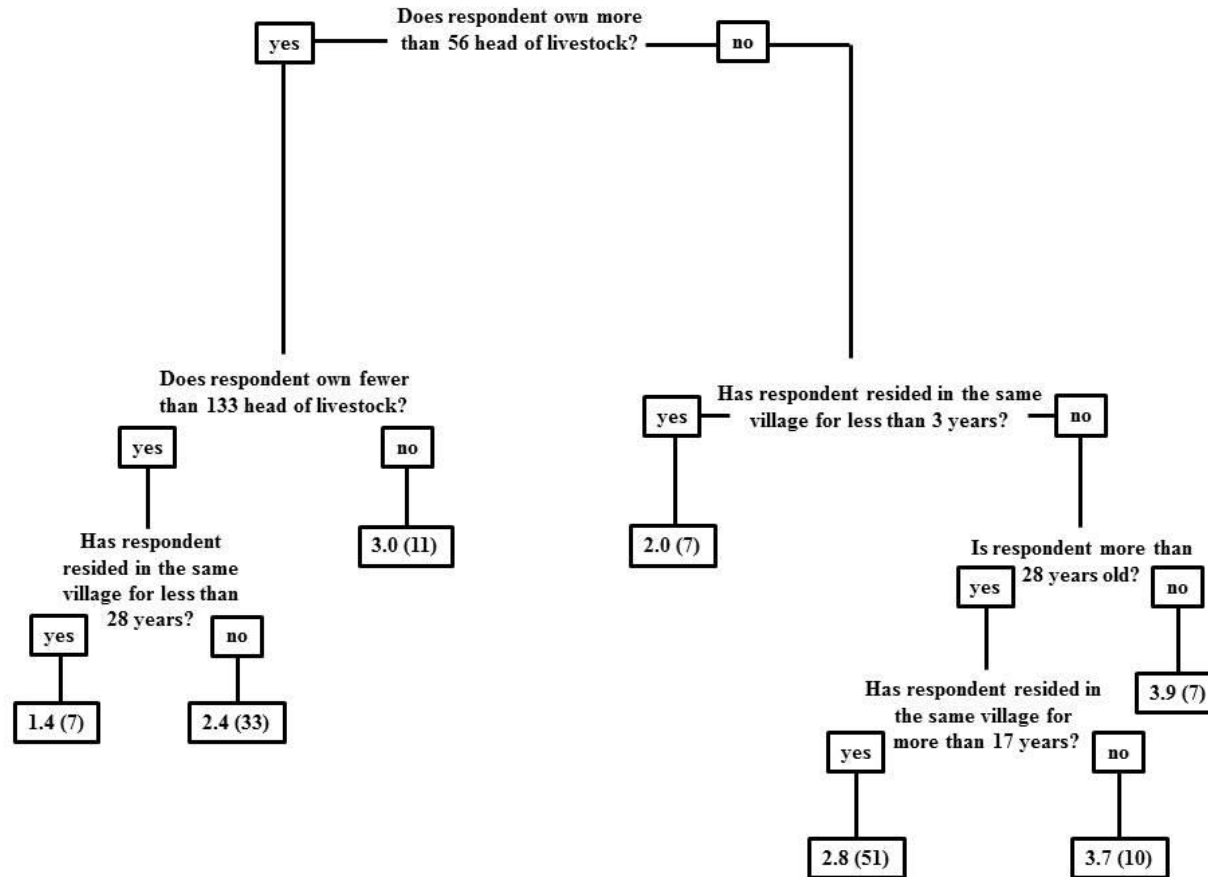 Does respondent own more
than 56 head of livestock?
yes
no
Does respondent own fewer
than 133 head of livestock?
yes
no
Has respondent resided in the same
village for less than 3 years?
yes
no
Has respondent
resided in the same
village for less than
28 years?
yes
no
3.0 (11)
2.0 (7)
Is respondent more than
28 years old?
yes
no
1.4 (7)
2.4 (33)
Has respondent resided in
the same village for
more than 17 years?
yes
no
3.9 (7)
2.8 (51)
3.7 (10)